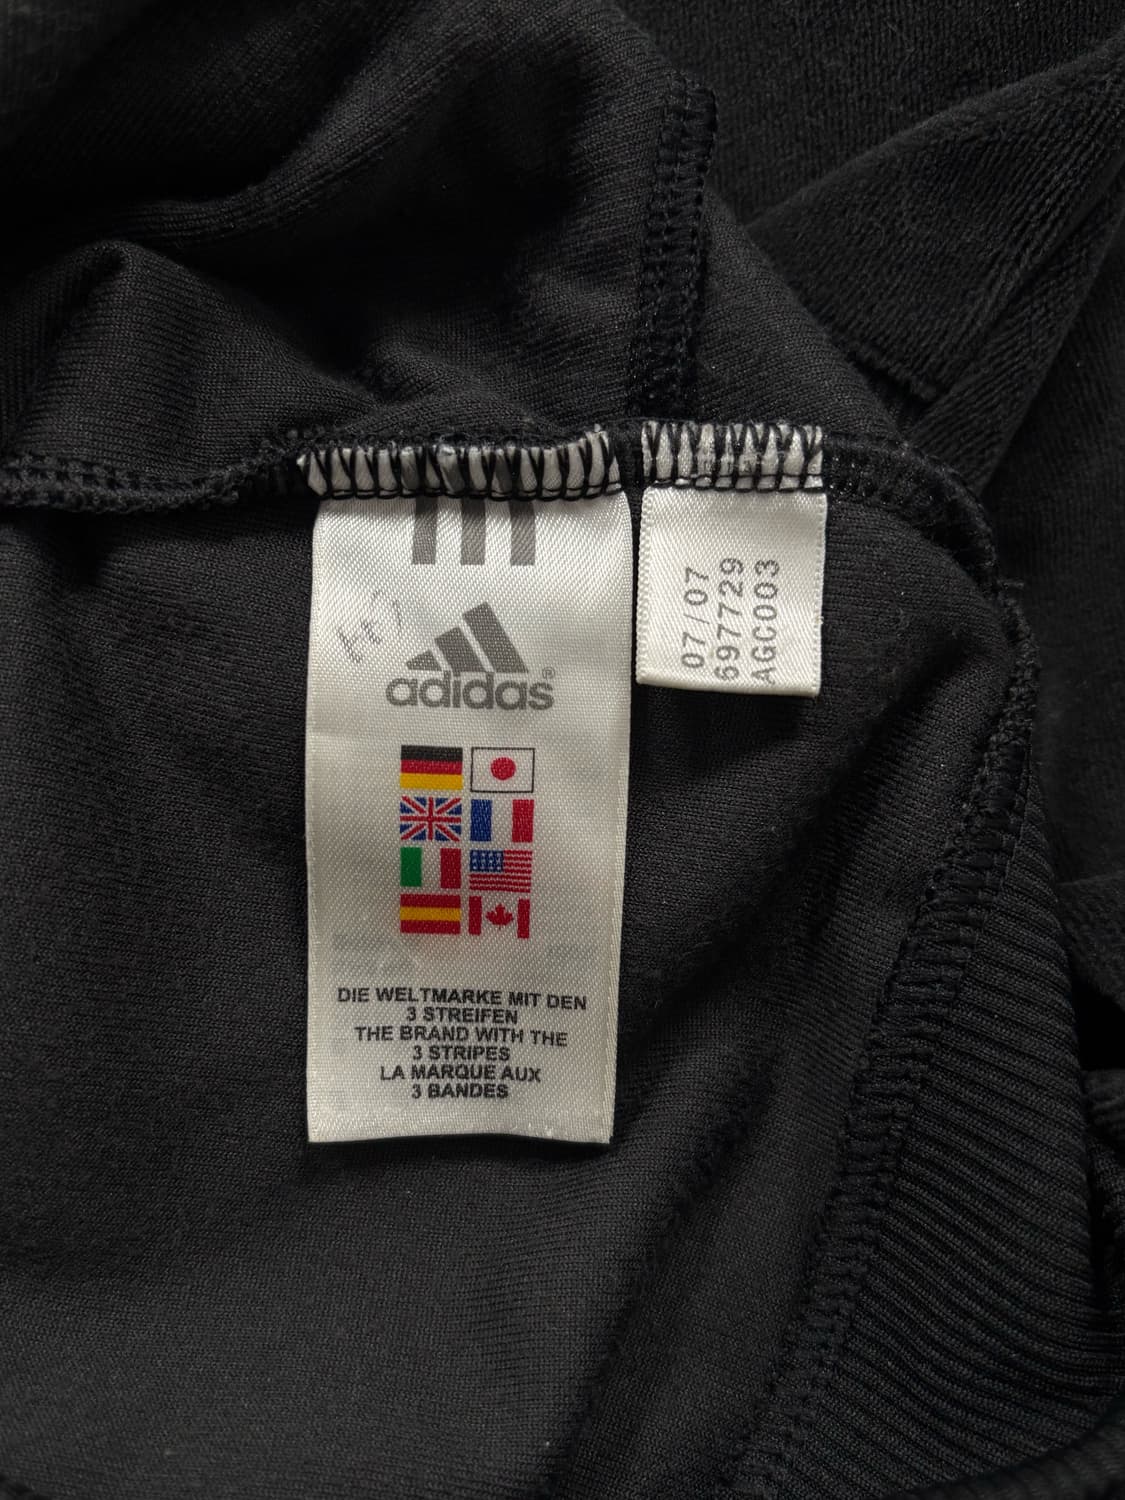 adidas®
DIE WELTMARKE MIT DEN
3 STREIFEN
THE BRAND WITH THE
3 STRIPES
LA MARQUE AUX
3 BANDES
07/07
697729
AGC003